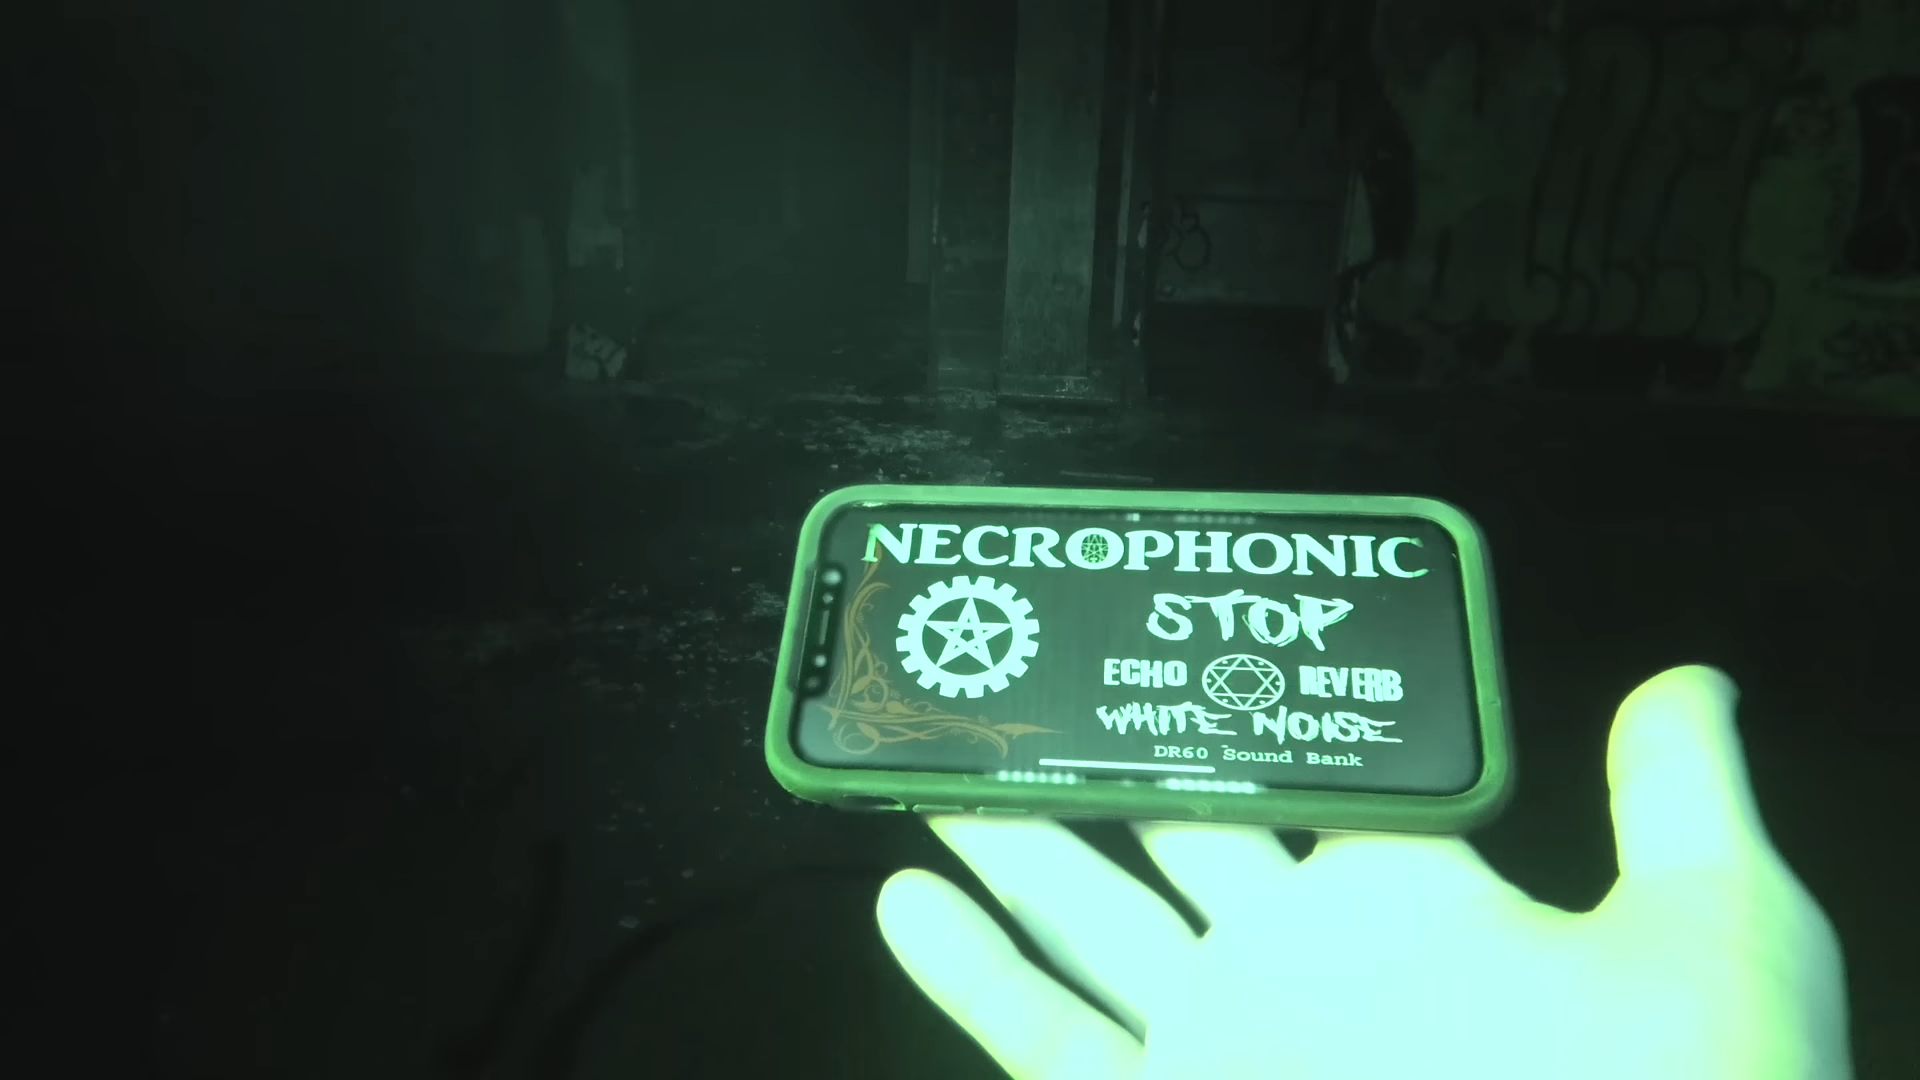 NECROPHONIC
STOP
ECHO REVERB
WHITE NOISE
DR60 Sound Bank